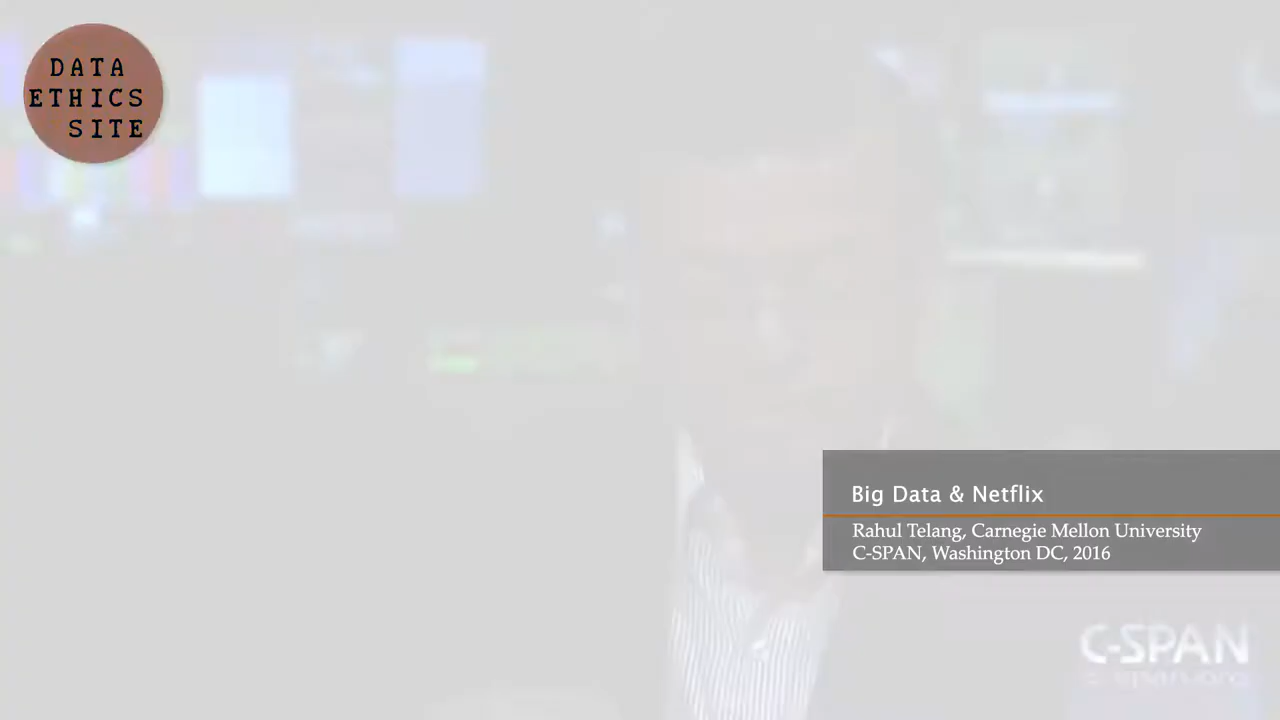 DATA
ETHICS
SITE
Big Data & Netflix
Rahul Telang, Carnegie Mellon University
C-SPAN, Washington DC, 2016
C-SPAN